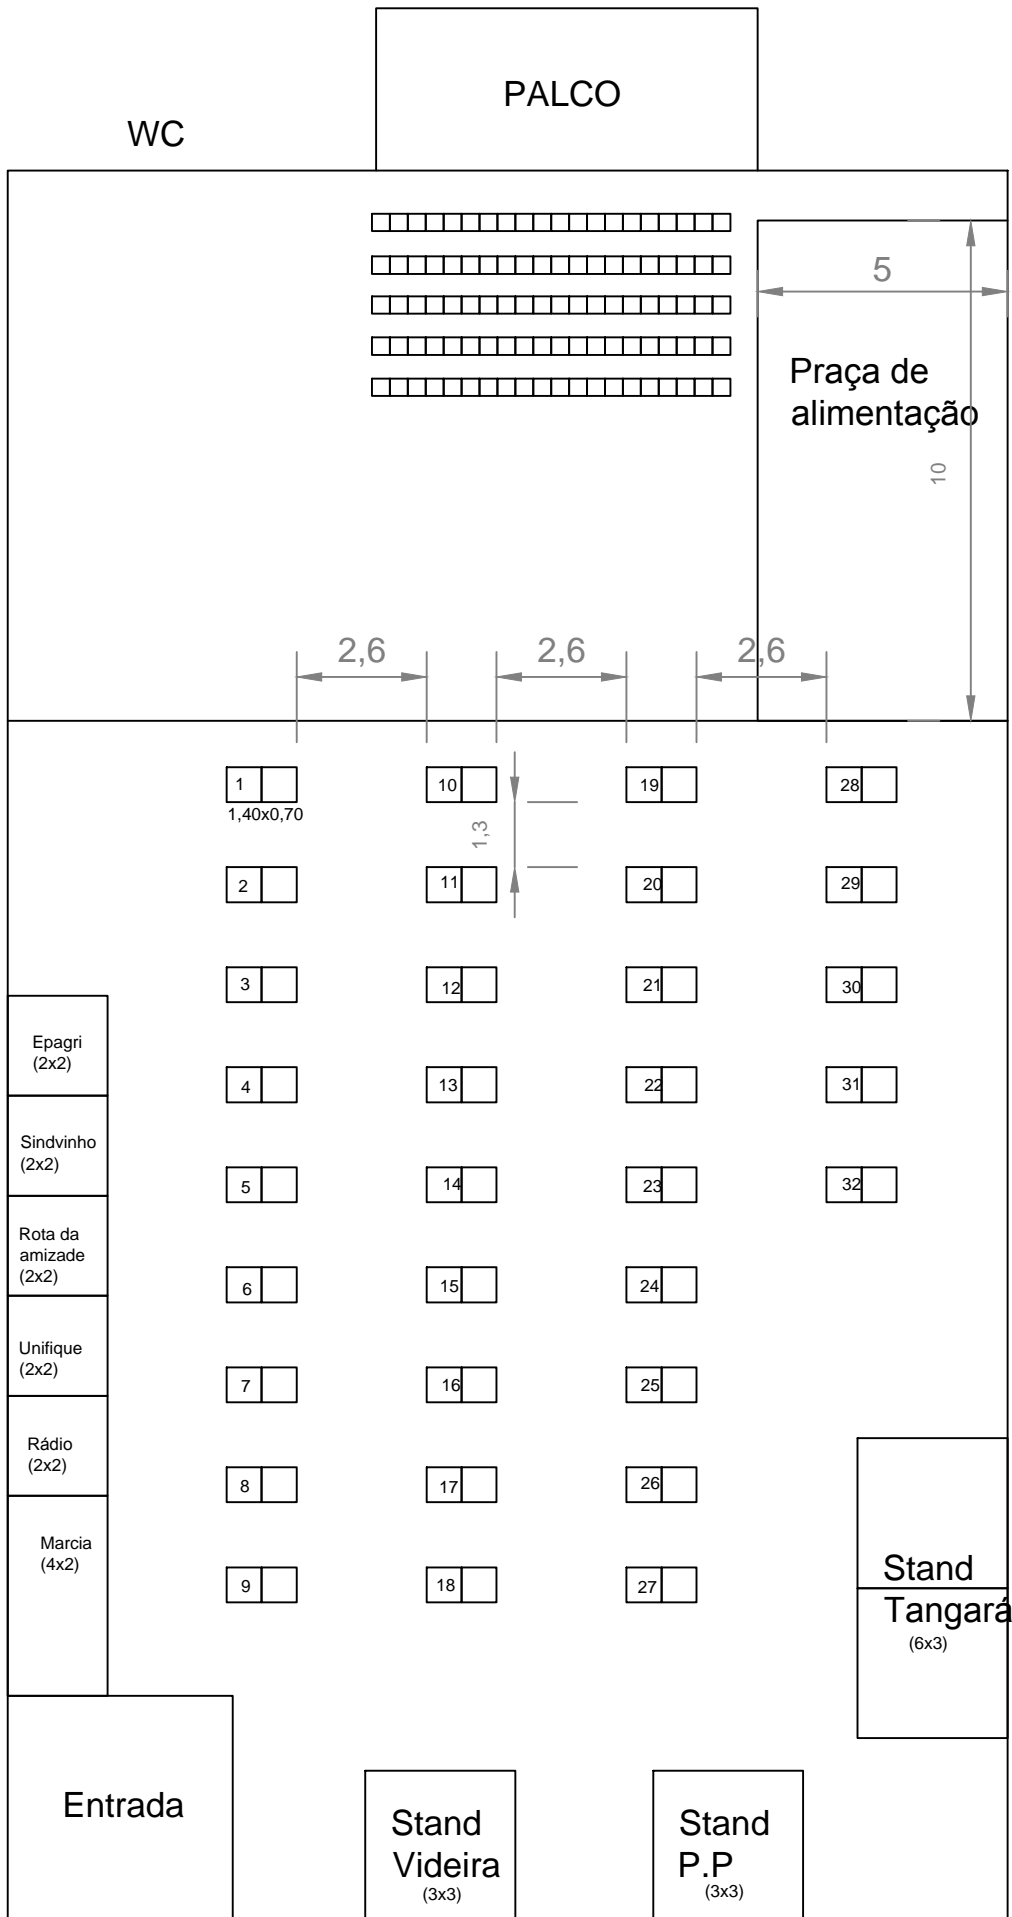 PALCO
WC
5
Praça de
alimentação
10
2,6
2,6
2,6
1
10
19
28
1,40x0,70
1,3
2
11
20
29
3
12
21
30
Epagri
(2x2)
4
13
22
31
Sindvinho
(2x2)
5
14
23
32
Rota da
amizade
(2x2)
6
15
24
Unifique
(2x2)
7
16
25
Rádio
(2x2)
8
17
26
Marcia
(4x2)
9
18
27
Stand
Tangará
(6x3)
Entrada
Stand
Videira
(3x3)
Stand
P.P
(3x3)